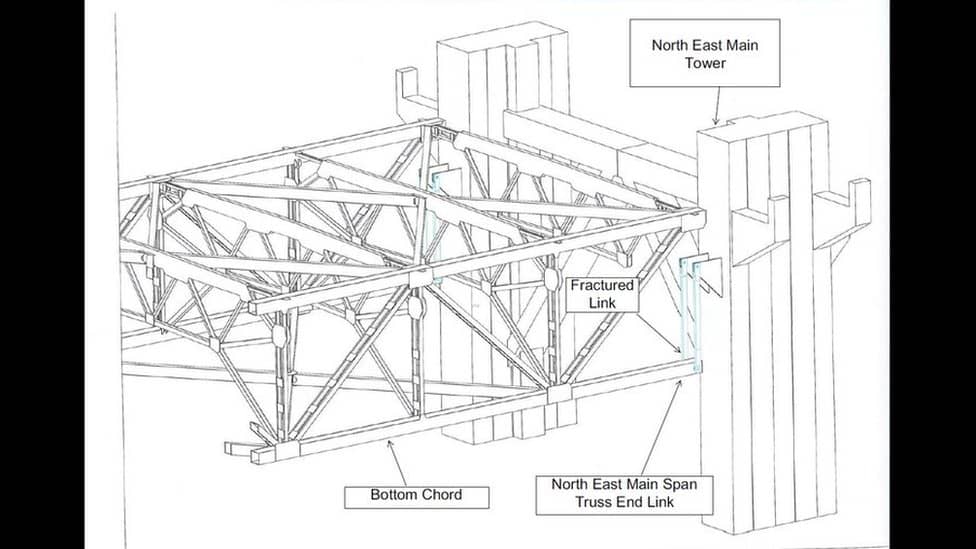 North East Main
Tower
Fractured
Link
Bottom Chord
North East Main Span
Truss End Link